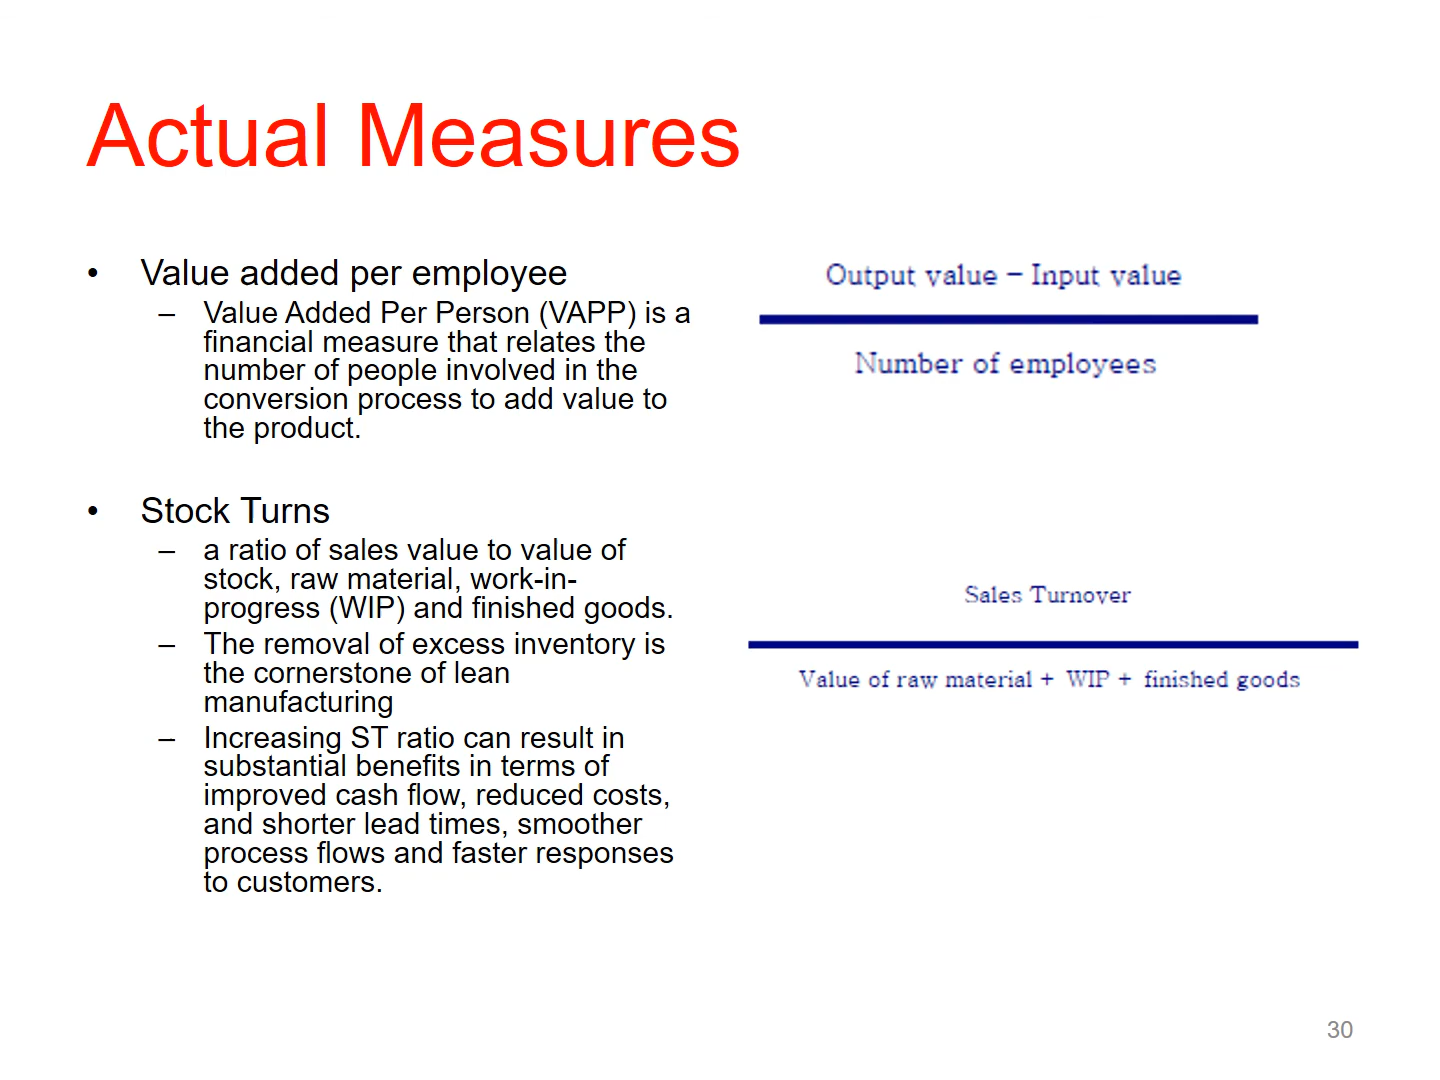 Actual Measures
• Value added per employee
– Value Added Per Person (VAPP) is a
financial measure that relates the
number of people involved in the
conversion process to add value to
the product.
Output value – Input value
Number of employees
• Stock Turns
– a ratio of sales value to value of
stock, raw material, work-in-
progress (WIP) and finished goods.
– The removal of excess inventory is
the cornerstone of lean
manufacturing
– Increasing ST ratio can result in
substantial benefits in terms of
improved cash flow, reduced costs,
and shorter lead times, smoother
process flows and faster responses
to customers.
Sales Turnover
Value of raw material + WIP + finished goods
30